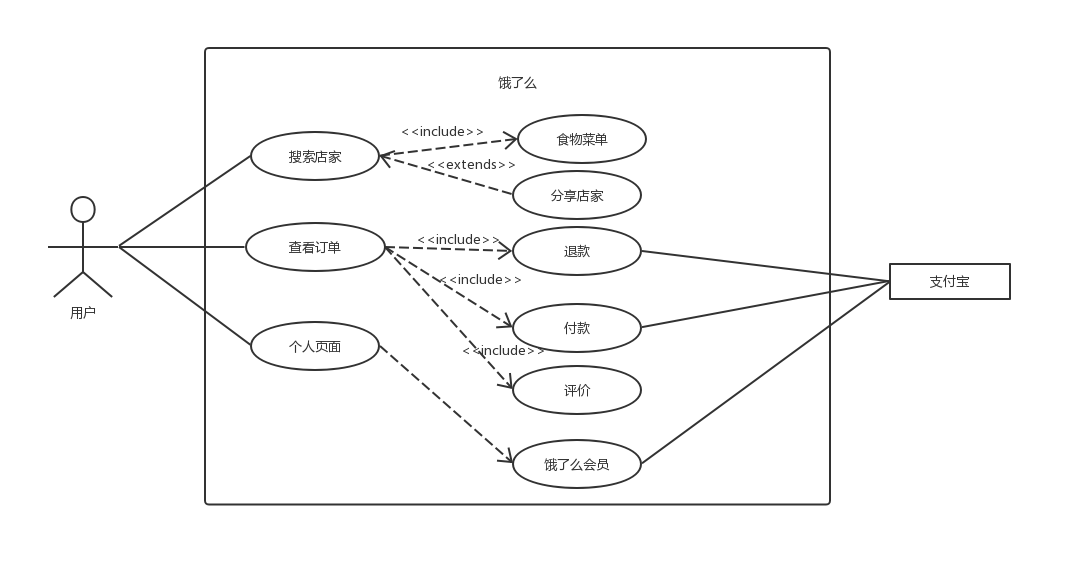 饿了么
<<include>>
食物菜单
搜索店家
<<extends>>
分享店家
<<include>>
查看订单
退款
<<include>>
支付宝
用户
付款
个人页面
<<include>>
评价
饿了么会员